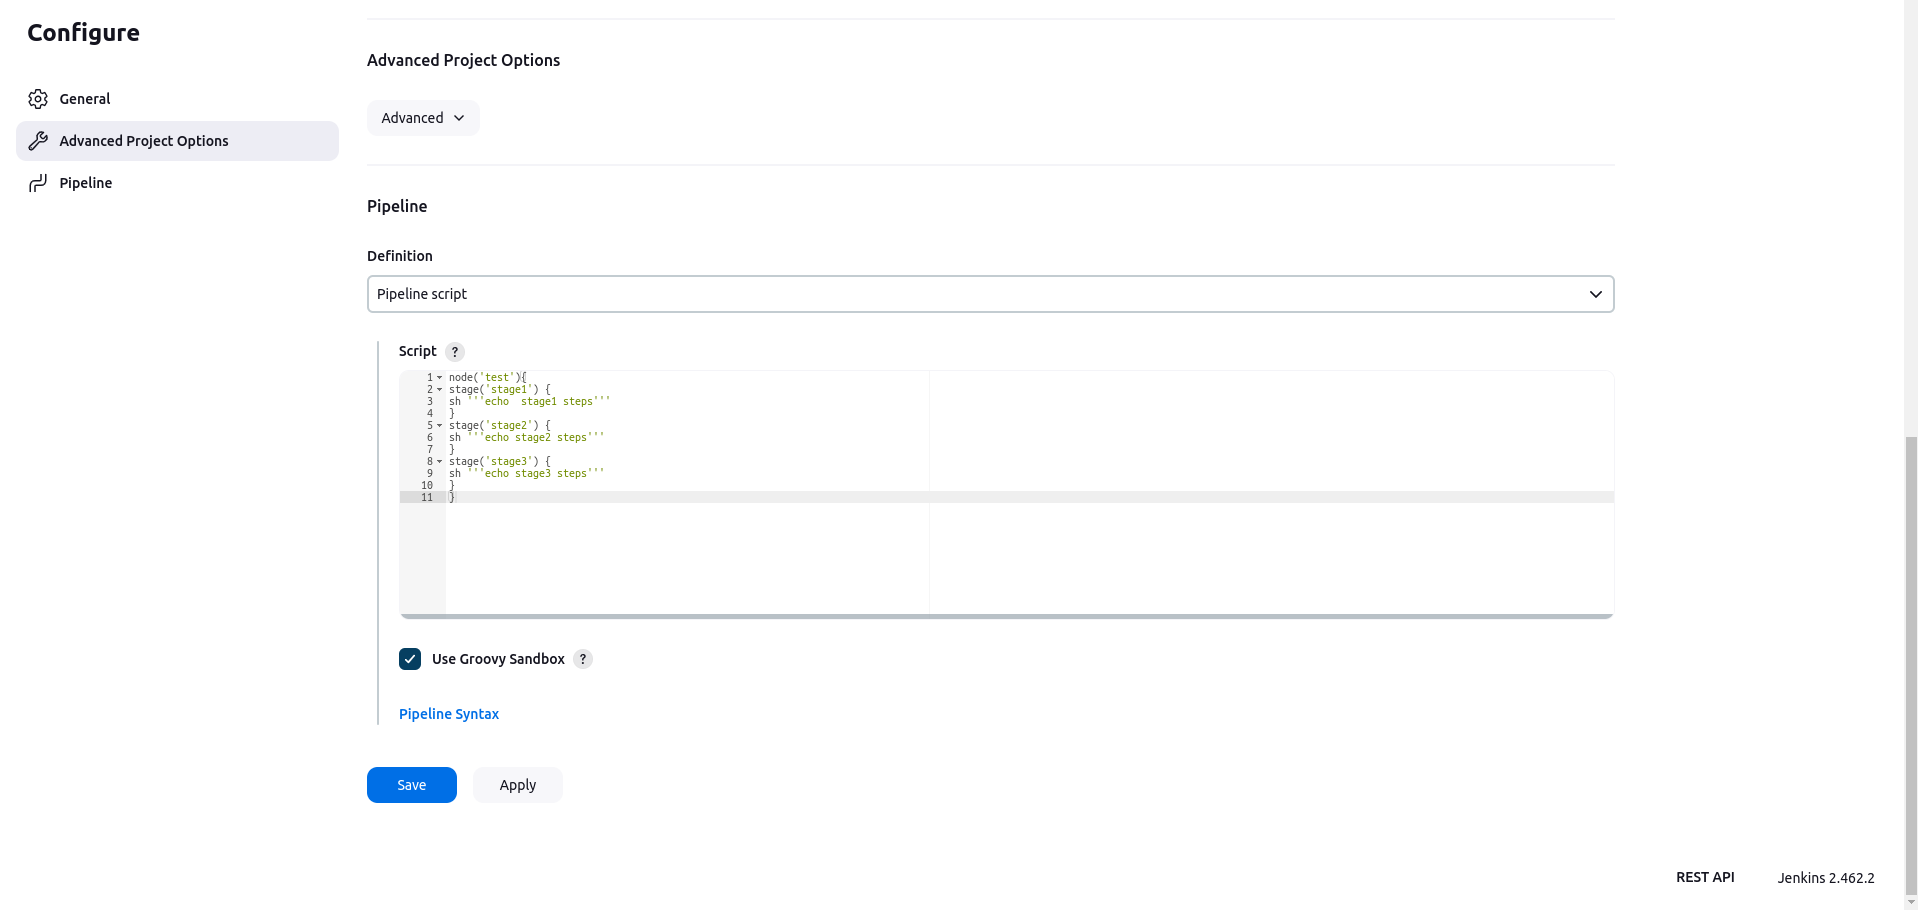 Configure
General
Advanced Project Options
Pipeline
Advanced Project Options
Advanced
Pipeline
Definition
Pipeline script
Script ?
1 node('test'){
2 stage('stage1') {
3 sh '''echo  stage1 steps'''
4 }
5 stage('stage2') {
6 sh '''echo stage2 steps'''
7 }
8 stage('stage3') {
9 sh '''echo stage3 steps'''
10 }
11 }
Use Groovy Sandbox ?
Pipeline Syntax
Save Apply
REST API Jenkins 2.462.2